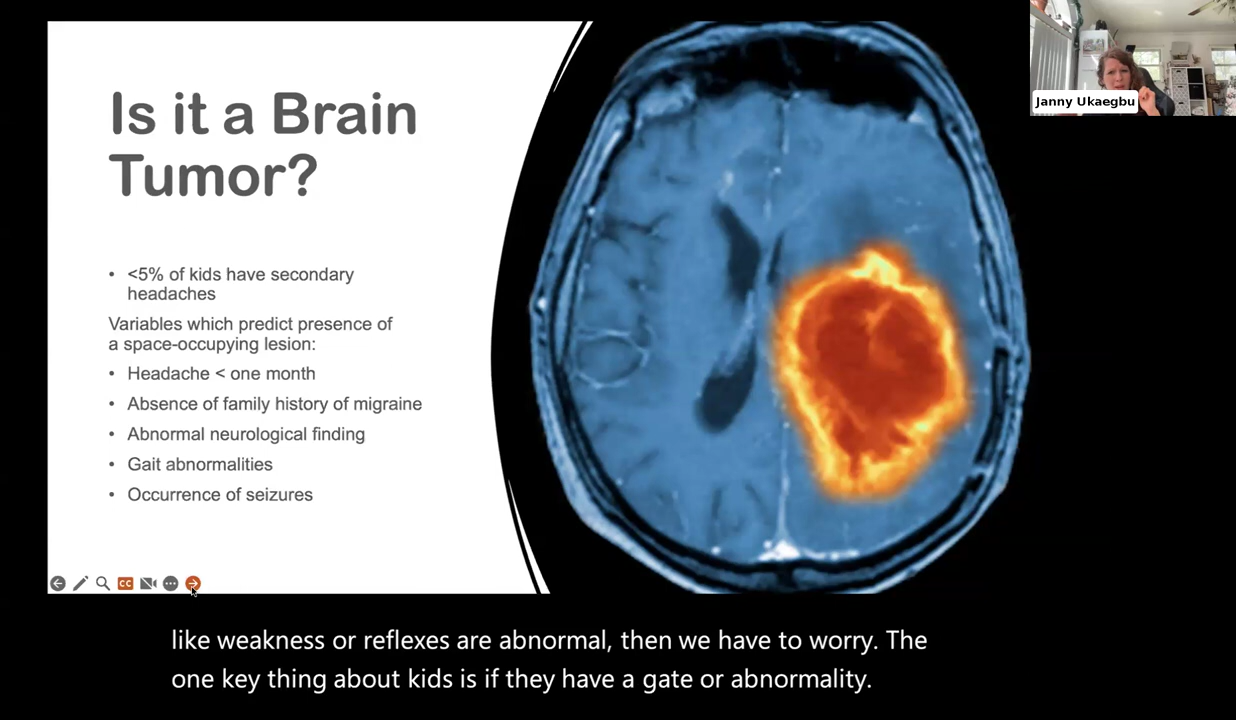 Is it a Brain
Tumor?
• <5% of kids have secondary
headaches
Variables which predict presence of
a space-occupying lesion:
• Headache < one month
• Absence of family history of migraine
• Abnormal neurological finding
• Gait abnormalities
• Occurrence of seizures
Janny Ukaegbu
CC
like weakness or reflexes are abnormal, then we have to worry. The
one key thing about kids is if they have a gate or abnormality.